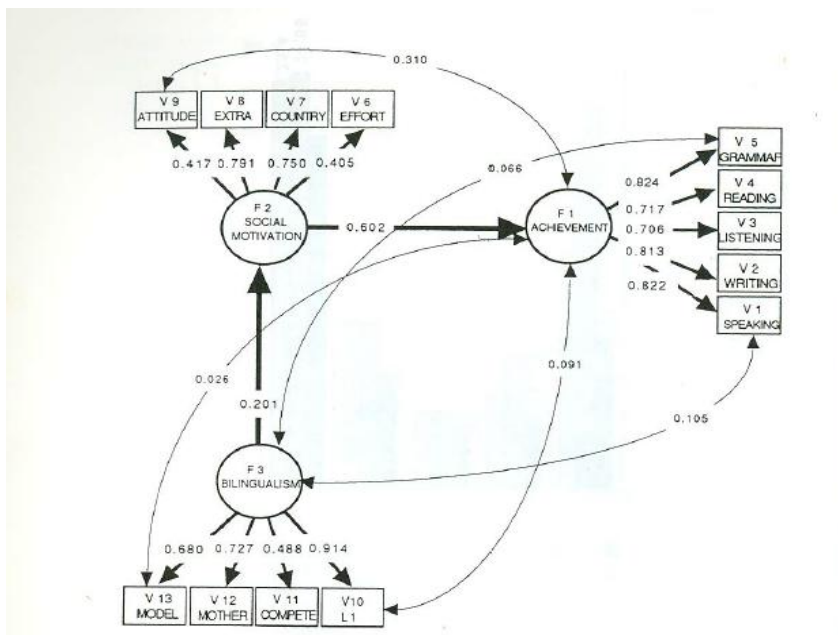 0.310
V 9
ATTITUDE
V 8
EXTRA
V 7
COUNTRY
V 6
EFFORT
0.417
0.791
0.750
0.405
0.066
V 5
GRAMMAR
V 4
READING
V 3
LISTENING
V 2
WRITING
V 1
SPEAKING
0.824
0.717
0.706
0.813
0.822
F 2
SOCIAL
MOTIVATION
0.602
F 1
ACHIEVEMENT
0.026
0.201
0.091
0.105
F 3
BILINGUALISM
0.680
0.727
0.488
0.914
V 13
MODEL
V 12
MOTHER
V 11
COMPETE
V10
L1